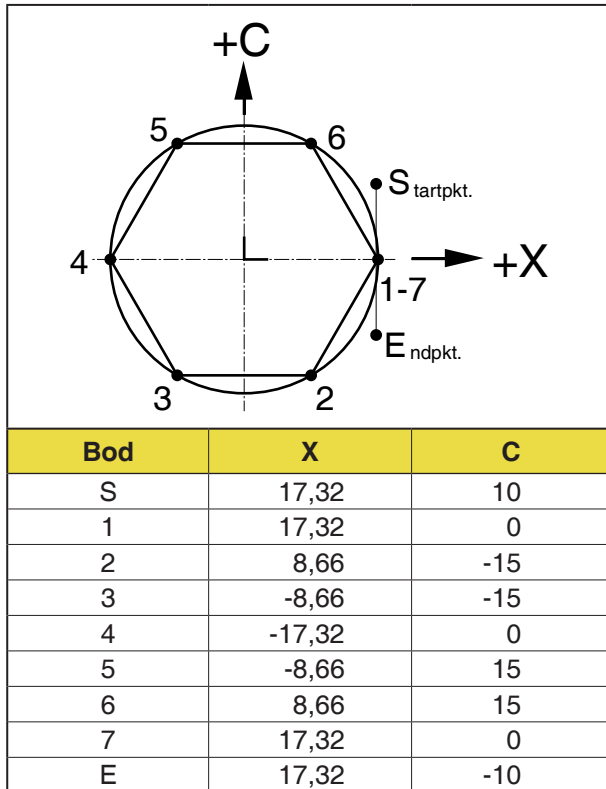 +C
5
6
S tartpkt.
4
+X
1-7
E ndpkt.
3
2
Bod X C
S 17,32 10
1 17,32 0
2 8,66 -15
3 -8,66 -15
4 -17,32 0
5 -8,66 15
6 8,66 15
7 17,32 0
E 17,32 -10